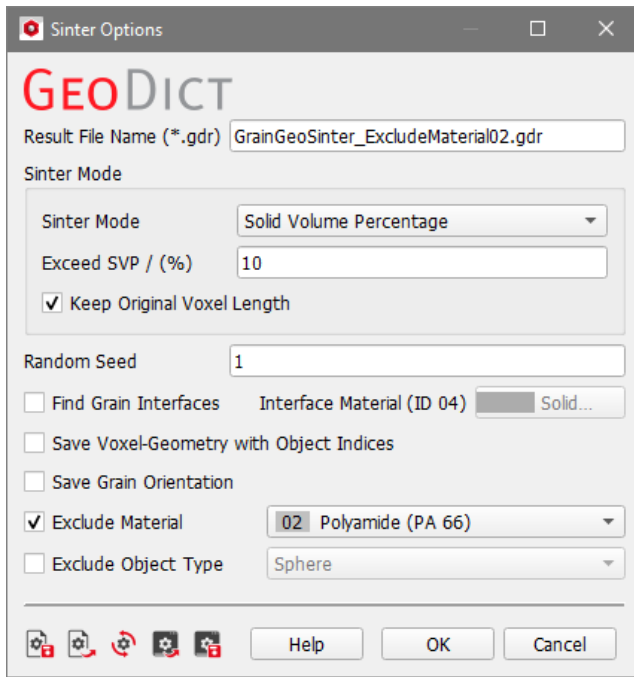 Sinter Options
GEODICT
Result File Name (*.gdr) GrainGeoSinter_ExcludeMaterial02.gdr
Sinter Mode
Sinter Mode Solid Volume Percentage
Exceed SVP / (%) 10
Keep Original Voxel Length
Random Seed 1
Find Grain Interfaces Interface Material (ID 04) Solid...
Save Voxel-Geometry with Object Indices
Save Grain Orientation
Exclude Material 02 Polyamide (PA 66)
Exclude Object Type Sphere
Help OK Cancel